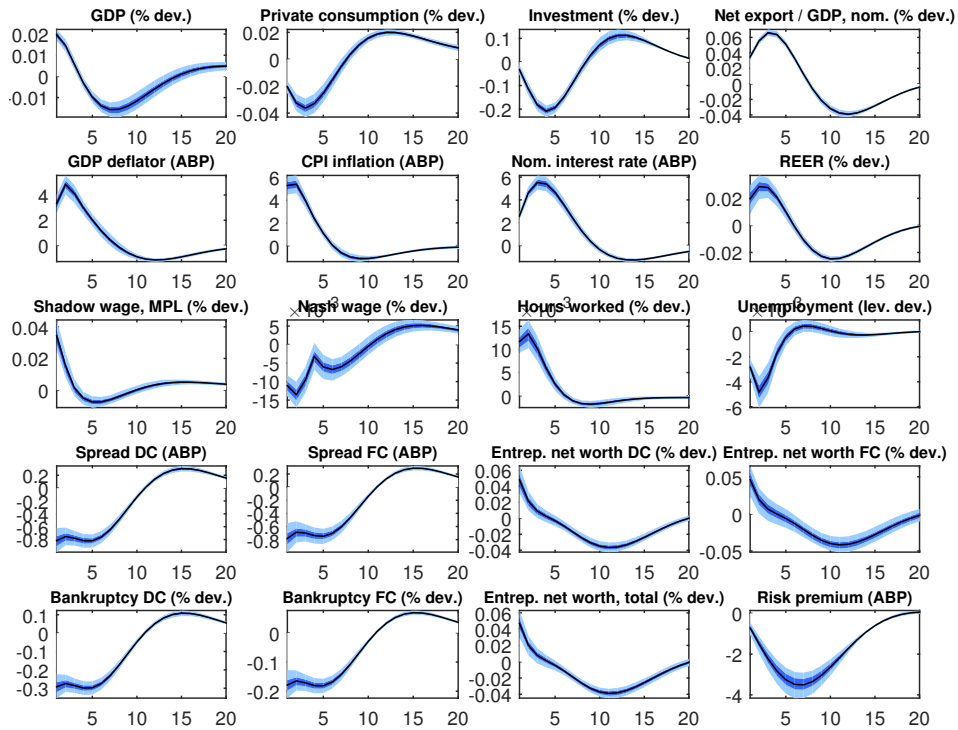 GDP (% dev.) Private consumption (% dev.) Investment (% dev.) Net export / GDP, nom. (% dev.)
0.02 0.01 0 -0.01 5 10 15 20
0.02 0 -0.02 -0.04 5 10 15 20
0.1 0 -0.1 -0.2 5 10 15 20
0.06 0.04 0.02 0 -0.02 -0.04 5 10 15 20
GDP deflator (ABP) CPI inflation (ABP) Nom. interest rate (ABP) REER (% dev.)
4 2 0 5 10 15 20
6 4 2 0 5 10 15 20
6 4 2 0 5 10 15 20
0.02 0 -0.02 5 10 15 20
Shadow wage, MPL (% dev.) Nash wage (% dev.) Hours worked (% dev.) Unemployment (lev. dev.)
0.04 0.02 0 5 10 15 20
× 10-3 5 0 -5 -10 -15 5 10 15 20
× 10-3 15 10 5 0 5 10 15 20
× 10-3 0 -2 -4 -6 5 10 15 20
Spread DC (ABP) Spread FC (ABP) Entrep. net worth DC (% dev.) Entrep. net worth FC (% dev.)
0.2 0 -0.2 -0.4 -0.6 -0.8 5 10 15 20
0.2 0 -0.2 -0.4 -0.6 -0.8 5 10 15 20
0.06 0.04 0.02 0 -0.02 -0.04 5 10 15 20
0.05 0 -0.05 5 10 15 20
Bankruptcy DC (% dev.) Bankruptcy FC (% dev.) Entrep. net worth, total (% dev.) Risk premium (ABP)
0.1 0 -0.1 -0.2 -0.3 5 10 15 20
0 -0.1 -0.2 5 10 15 20
0.06 0.04 0.02 0 -0.02 -0.04 5 10 15 20
0 -2 -4 5 10 15 20